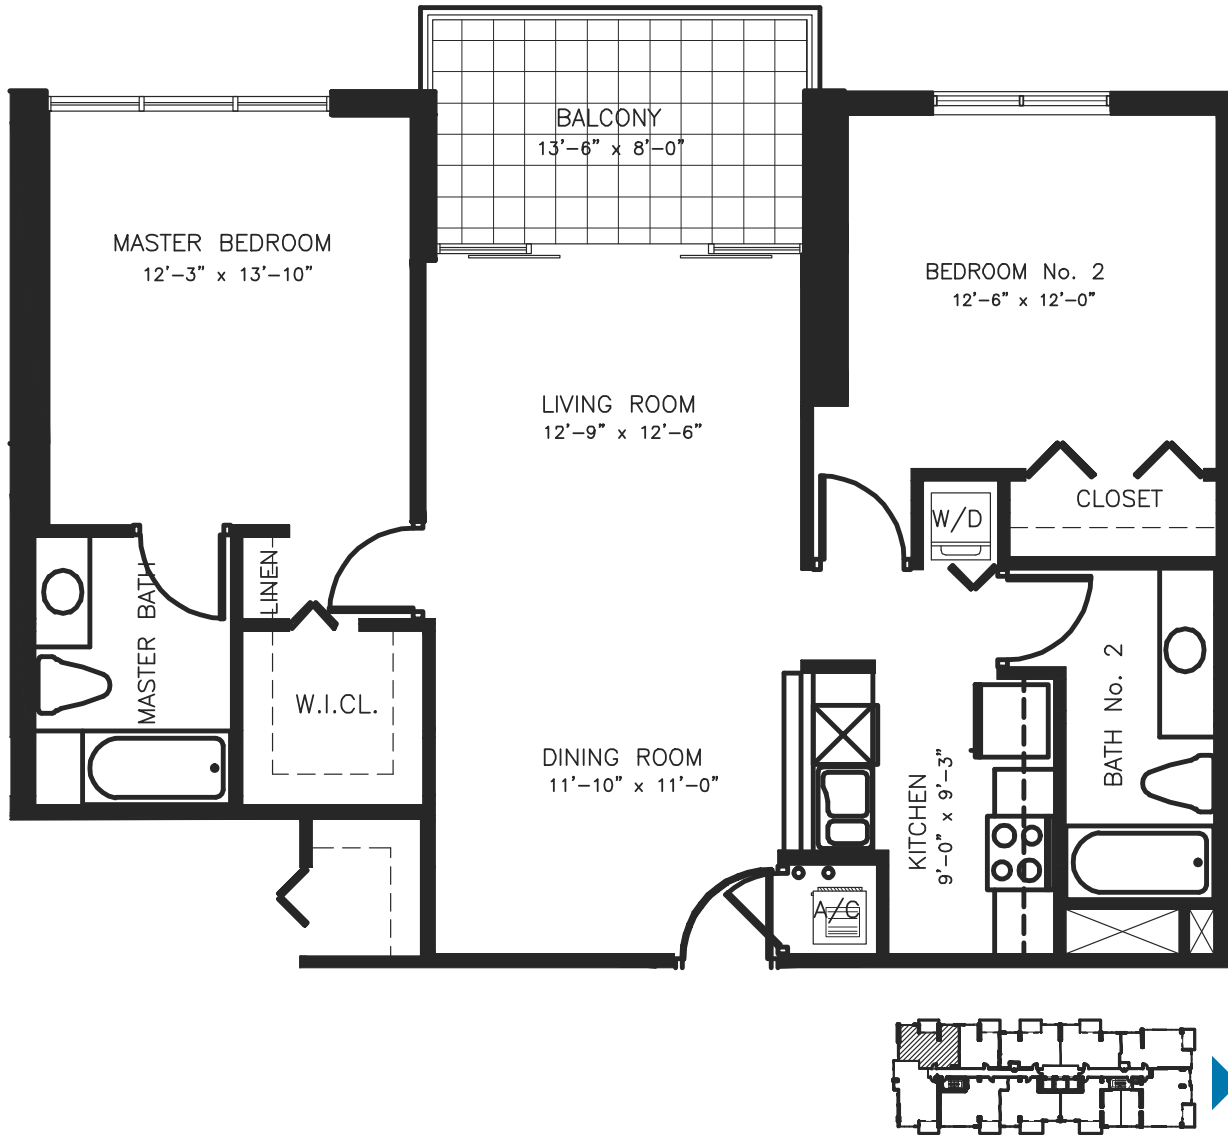 BALCONY
13'-6" x 8'-0"
MASTER BEDROOM
12'-3" x 13'-10"
BEDROOM No. 2
12'-6" x 12'-0"
LIVING ROOM
12'-9" x 12'-6"
CLOSET
W/D
LINEN
MASTER BATH
W.I.CL.
BATH No. 2
DINING ROOM
11'-10" x 11'-0"
KITCHEN
9'-0" x 9'-3"
A/C